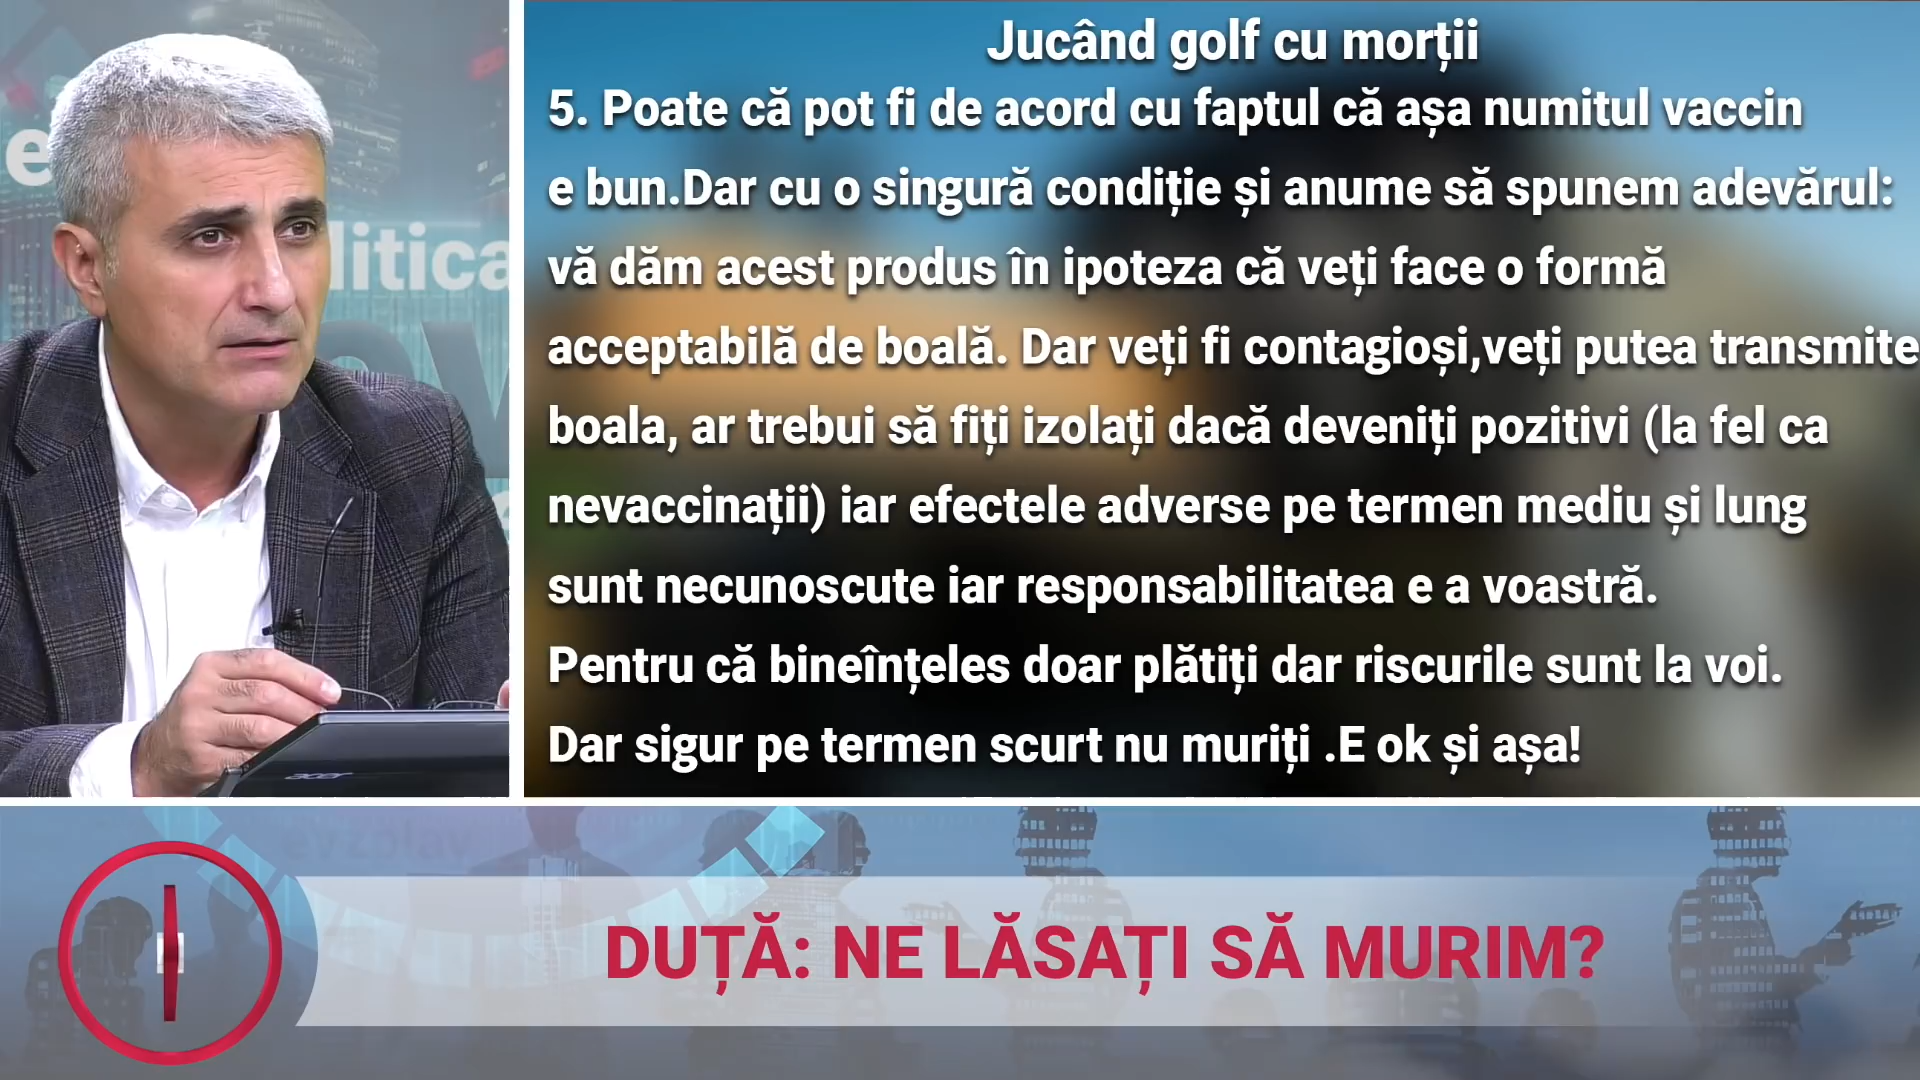 Jucând golf cu morții
5. Poate că pot fi de acord cu faptul că așa numitul vaccin
e bun.Dar cu o singură condiție și anume să spunem adevărul:
vă dăm acest produs în ipoteza că veți face o formă
acceptabilă de boală. Dar veți fi contagioși,veți putea transmite
boala, ar trebui să fiți izolați dacă deveniți pozitivi (la fel ca
nevaccinații) iar efectele adverse pe termen mediu și lung
sunt necunoscute iar responsabilitatea e a voastră.
Pentru că bineînțeles doar plătiți dar riscurile sunt la voi.
Dar sigur pe termen scurt nu muriți .E ok și așa!
e
litica
acer
evzplay
DUȚĂ: NE LĂSAȚI SĂ MURIM?